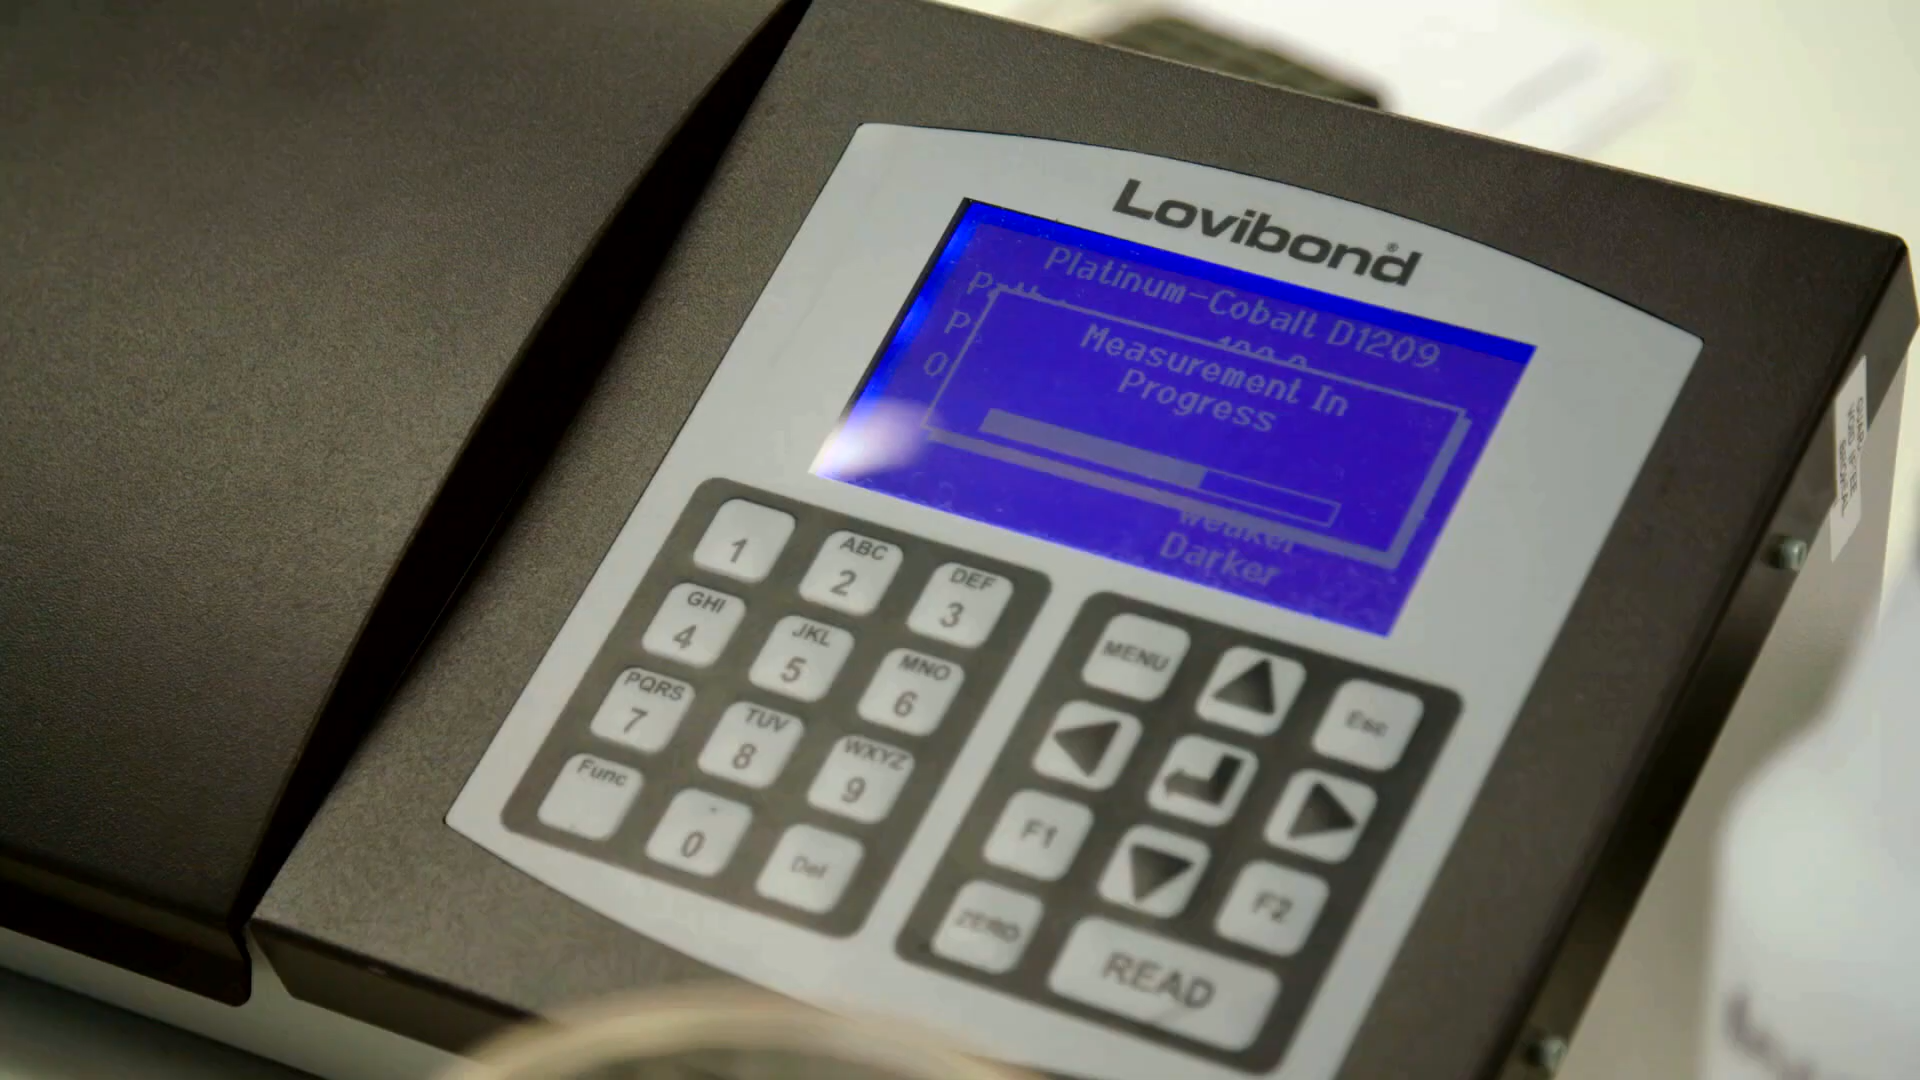 Lovibond®
Platinum-Cobalt D1209
P
0
Measurement In
Progress
Darker
1
ABC
2
DEF
3
GHI
4
JKL
5
MNO
6
PQRS
7
TUV
8
WXYZ
9
Func
0
Del
MENU
Esc
F1
F2
ZERO
READ